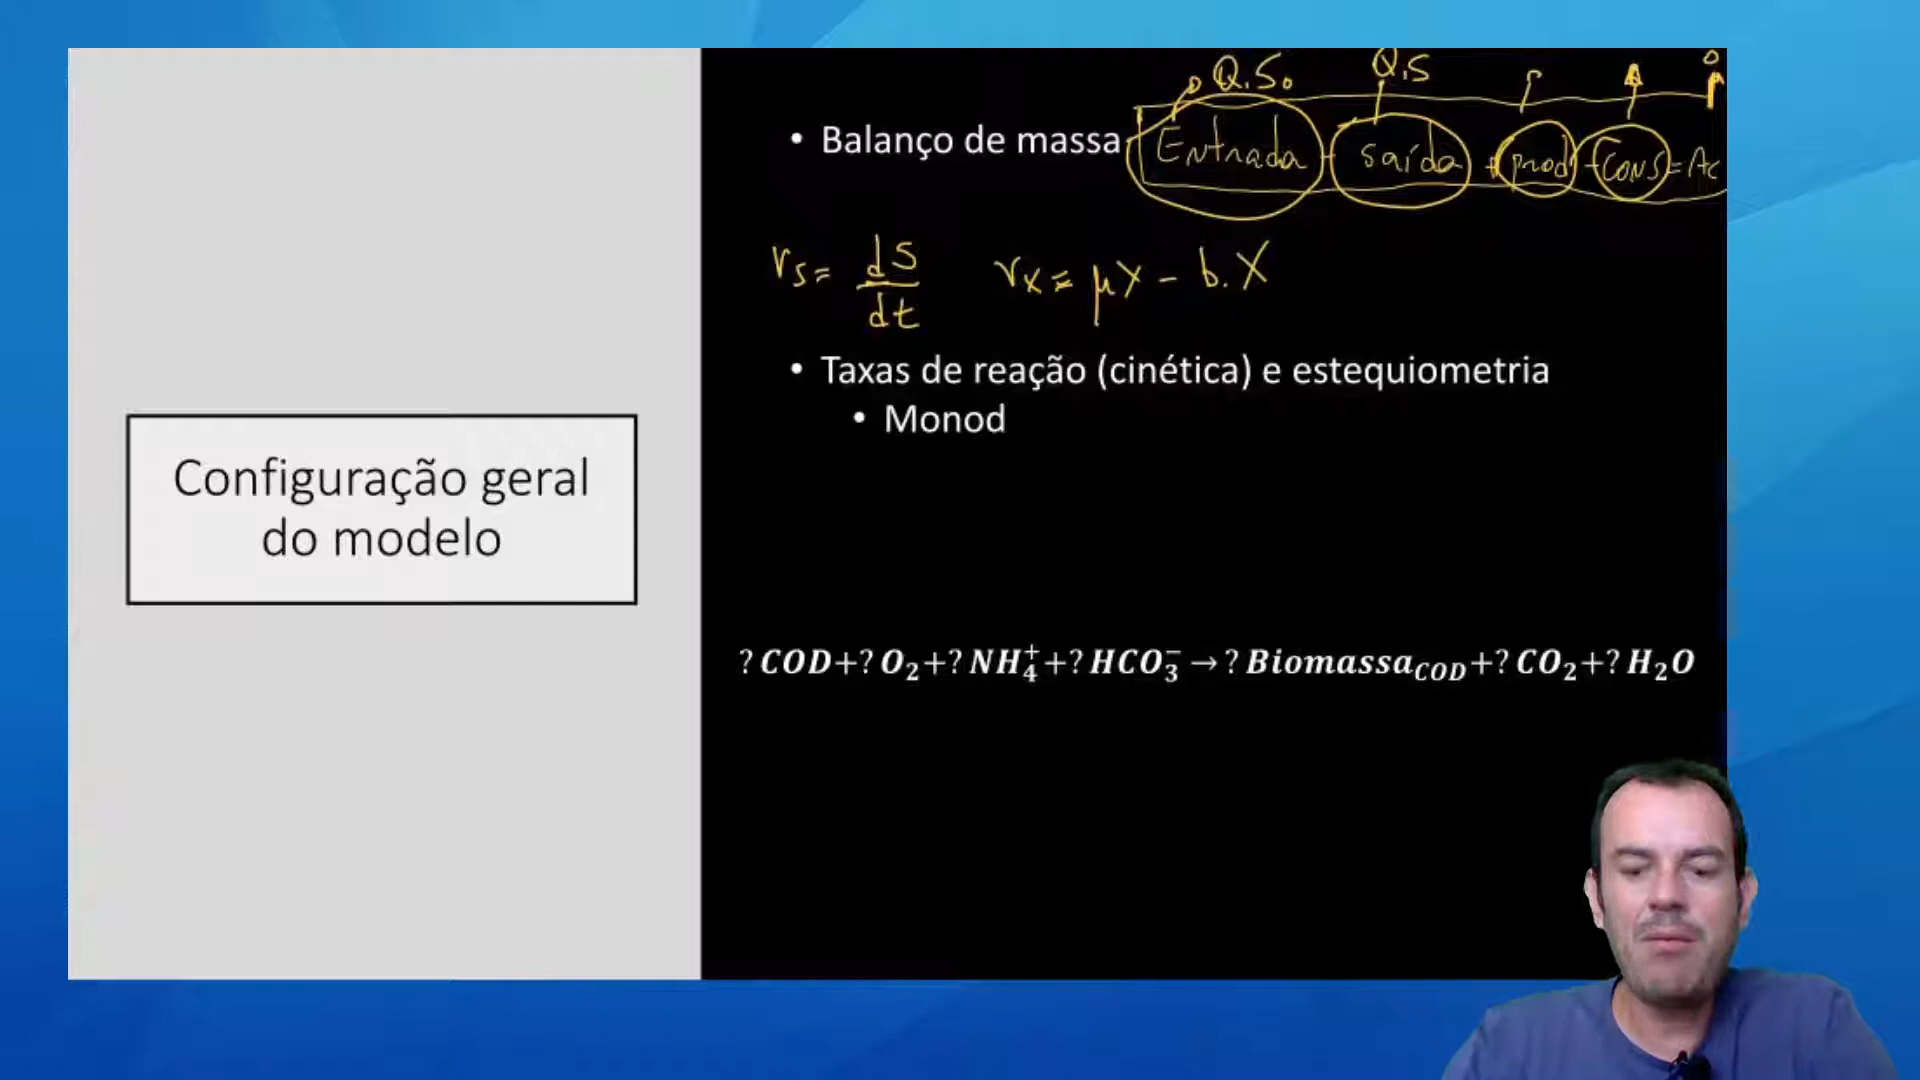 Configuração geral
do modelo
Q.S₀ Q.S
• Balanço de massa Entrada - saída + prod - Cons = Ac
rs = dS/dt rx = μX - b.X
• Taxas de reação (cinética) e estequiometria
• Monod
? COD+? O₂+? NH₄⁺+? HCO₃⁻ → ? Biomassa_COD+? CO₂+? H₂O